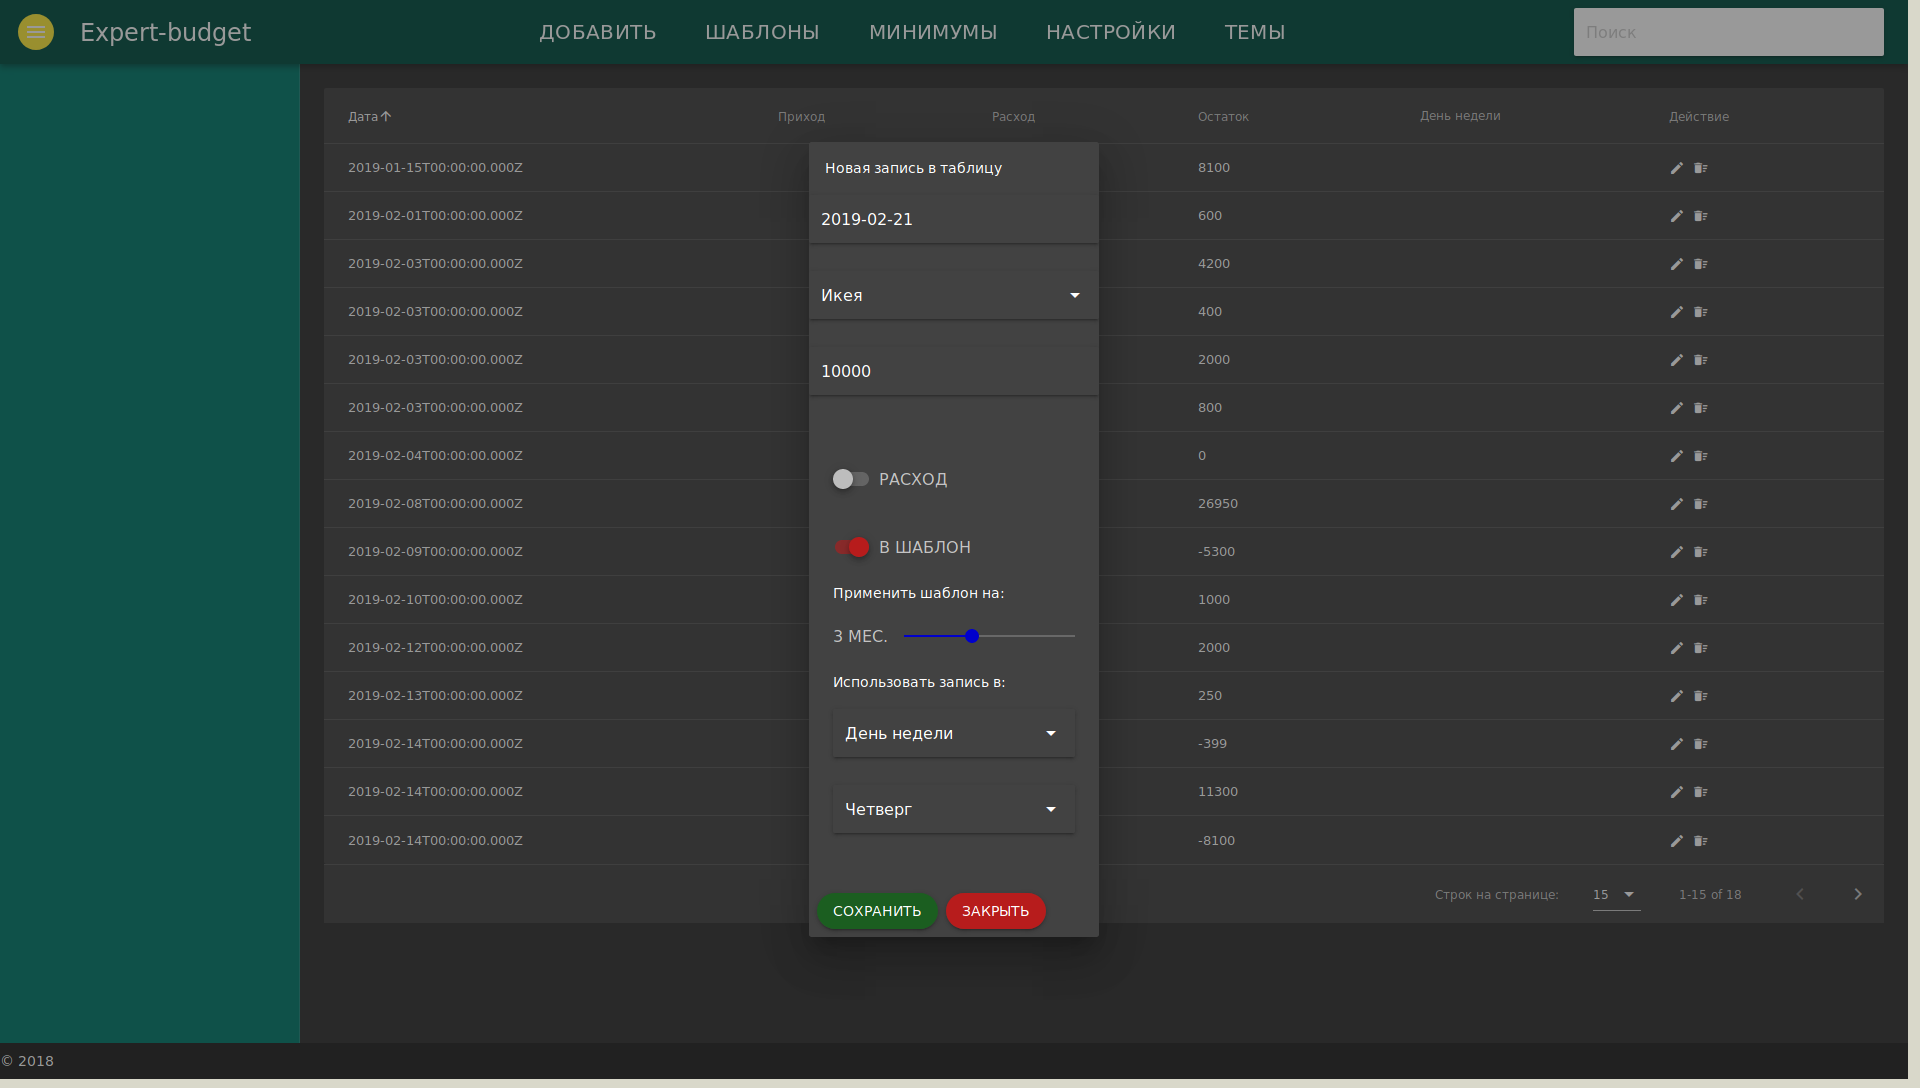 Expert-budget
ДОБАВИТЬ ШАБЛОНЫ МИНИМУМЫ НАСТРОЙКИ ТЕМЫ
Поиск
Дата Приход Расход Остаток День недели Действие
2019-01-15T00:00:00.000Z 8100
2019-02-01T00:00:00.000Z 600
2019-02-03T00:00:00.000Z 4200
2019-02-03T00:00:00.000Z 400
2019-02-03T00:00:00.000Z 2000
2019-02-03T00:00:00.000Z 800
2019-02-04T00:00:00.000Z 0
2019-02-08T00:00:00.000Z 26950
2019-02-09T00:00:00.000Z -5300
2019-02-10T00:00:00.000Z 1000
2019-02-12T00:00:00.000Z 2000
2019-02-13T00:00:00.000Z 250
2019-02-14T00:00:00.000Z -399
2019-02-14T00:00:00.000Z 11300
2019-02-14T00:00:00.000Z -8100
Строк на странице: 15 1-15 of 18
Новая запись в таблицу
2019-02-21
Икея
10000
РАСХОД
В ШАБЛОН
Применить шаблон на:
3 МЕС.
Использовать запись в:
День недели
Четверг
СОХРАНИТЬ ЗАКРЫТЬ
© 2018